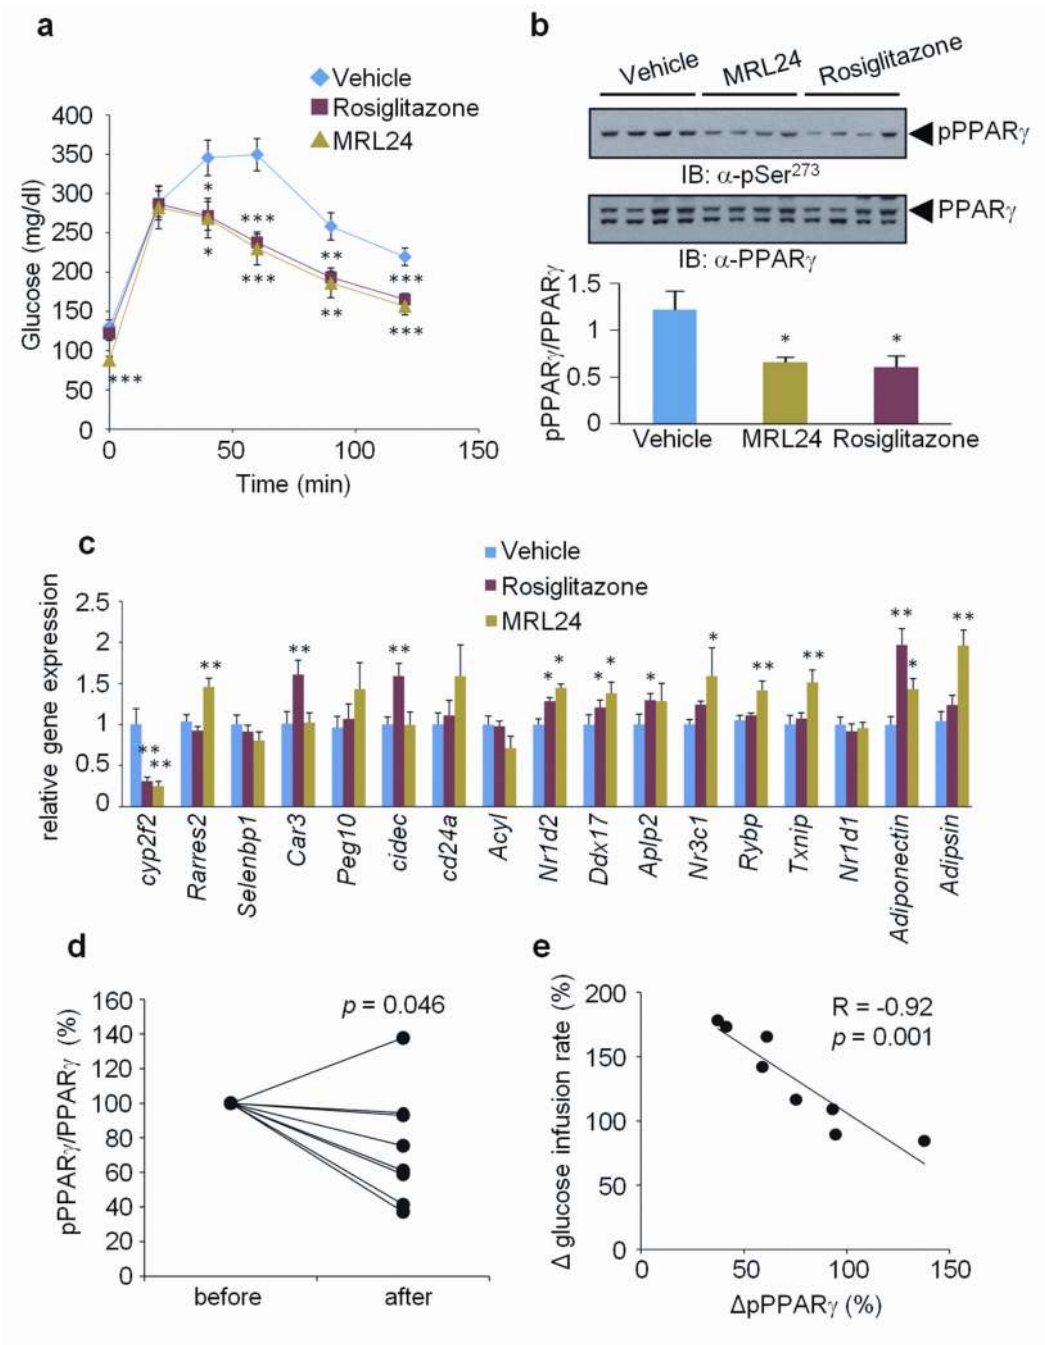 a
Vehicle
Rosiglitazone
MRL24
400
350
300
250
200
150
100
50
0
Glucose (mg/dl)
*
*
***
***
**
**
***
***
***
0 50 100 150
Time (min)
b
Vehicle MRL24 Rosiglitazone
pPPARγ
IB: α-pSer273
PPARγ
IB: α-PPARγ
pPPARγ/PPARγ
1.5
1
0.5
0
* *
Vehicle MRL24 Rosiglitazone
c
Vehicle
Rosiglitazone
MRL24
relative gene expression
2.5
2
1.5
1
0.5
0
** ** ** ** ** * * * * * * ** ** ** * **
cyp2f2 Rarres2 Selenbp1 Car3 Peg10 cidec cd24a Acyl Nr1d2 Ddx17 Aplp2 Nr3c1 Rybp Txnip Nr1d1 Adiponectin Adipsin
d
pPPARγ/PPARγ (%)
160
140
120
100
80
60
40
20
0
p = 0.046
before after
e
Δ glucose infusion rate (%)
200
150
100
50
0
R = -0.92
p = 0.001
0 50 100 150
ΔpPPARγ (%)